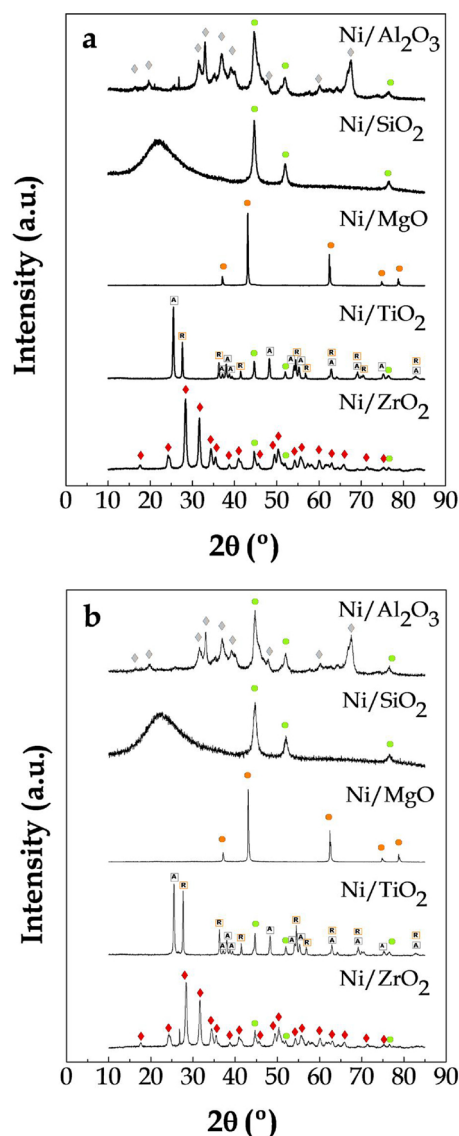 a
Ni/Al₂O₃
Ni/SiO₂
Ni/MgO
Ni/TiO₂
A
R
R A A A R A A R A R R A R A R A R A
Ni/ZrO₂
Intensity (a.u.)
0 10 20 30 40 50 60 70 80 90
2θ (º)
b
Ni/Al₂O₃
Ni/SiO₂
Ni/MgO
Ni/TiO₂
A R
R A A A R A A R A R R A R A A R A
Ni/ZrO₂
Intensity (a.u.)
0 10 20 30 40 50 60 70 80 90
2θ (º)